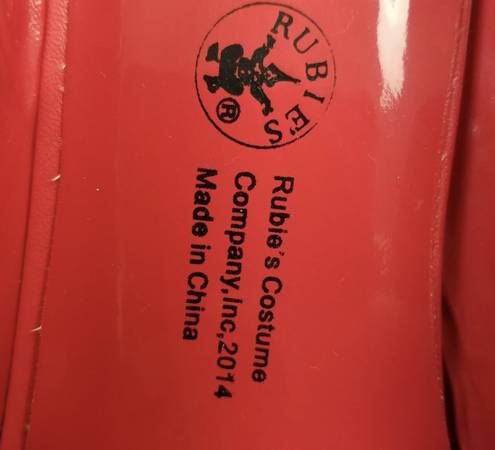 RUBIE'S
®
Rubie's Costume
Company,Inc,2014
Made in China